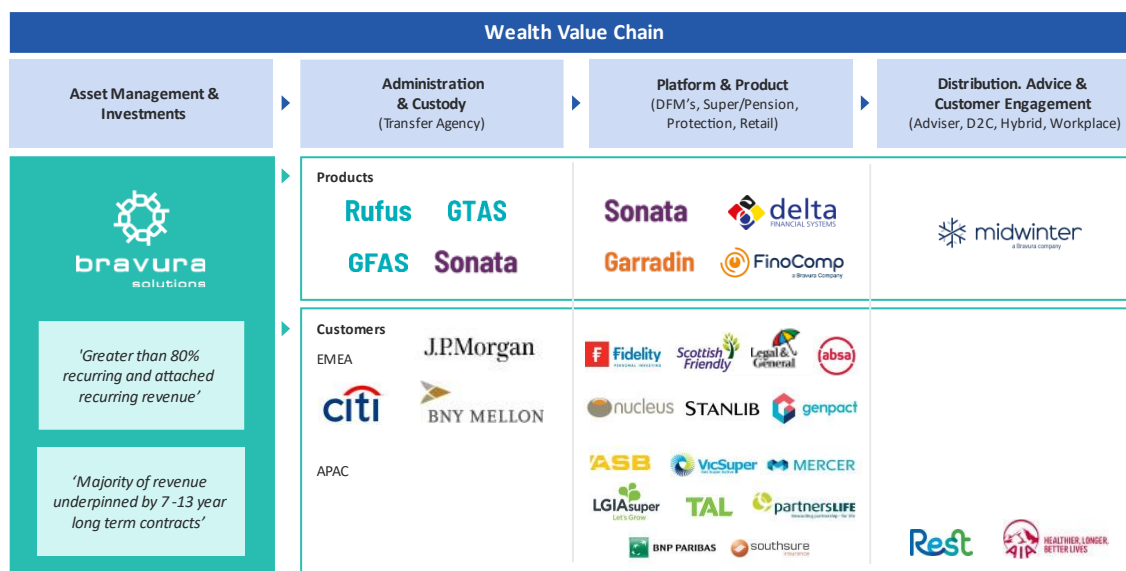 Wealth Value Chain
Asset Management &
Investments
Administration
& Custody
(Transfer Agency)
Platform & Product
(DFM's, Super/Pension,
Protection, Retail)
Distribution. Advice &
Customer Engagement
(Adviser, D2C, Hybrid, Workplace)
bravura
solutions
'Greater than 80%
recurring and attached
recurring revenue’
‘Majority of revenue
underpinned by 7 -13 year
long term contracts’
Products
Rufus GTAS
GFAS Sonata
Sonata delta
FINANCIAL SYSTEMS
Garradin FinoComp
a Bravura Company
midwinter
a Bravura company
Customers
EMEA
J.P.Morgan
citi
BNY MELLON
Fidelity
PERSONAL INVESTING
Scottish
Friendly
Legal &
General
absa
nucleus STANLIB genpact
APAC
ASB VicSuper MERCER
LGIAsuper
Let's Grow
TAL
partnersLIFE
BNP PARIBAS
southsure
insurance
Rest
AIA
HEALTHIER, LONGER,
BETTER LIVES